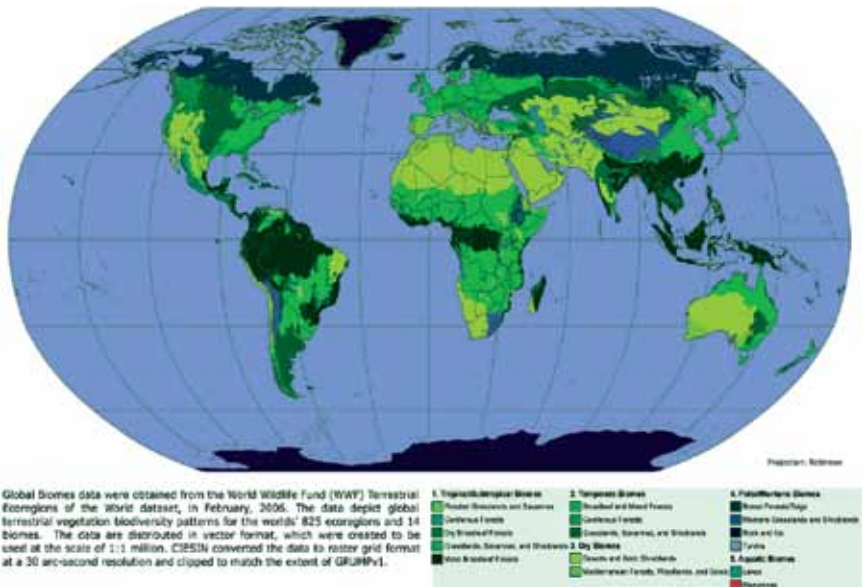 Projection: Robinson
Global Biomes data were obtained from the World Wildlife Fund (WWF) Terrestrial
Ecoregions of the World dataset, in February, 2006. The data depict global
terrestrial vegetation biodiversity patterns for the worlds' 825 ecoregions and 14
biomes. The data are distributed in vector format, which were created to be
used at the scale of 1:1 million. CIESIN converted the data to raster grid format
at a 30 arc-second resolution and clipped to match the extent of GRUMPv1.
1. Tropical/Subtropical Biomes
Flooded Grasslands and Savannas
Coniferous Forests
Dry Broadleaf Forests
Grasslands, Savannas, and Shrublands
Moist Broadleaf Forests
2. Temperate Biomes
Broadleaf and Mixed Forests
Coniferous Forests
Grasslands, Savannas, and Shrublands
3. Dry Biomes
Deserts and Xeric Shrublands
Mediterranean Forests, Woodlands, and Scrub
4. Polar/Montane Biomes
Boreal Forests/Taiga
Montane Grasslands and Shrublands
Rock and Ice
Tundra
5. Aquatic Biomes
Lakes
Mangroves